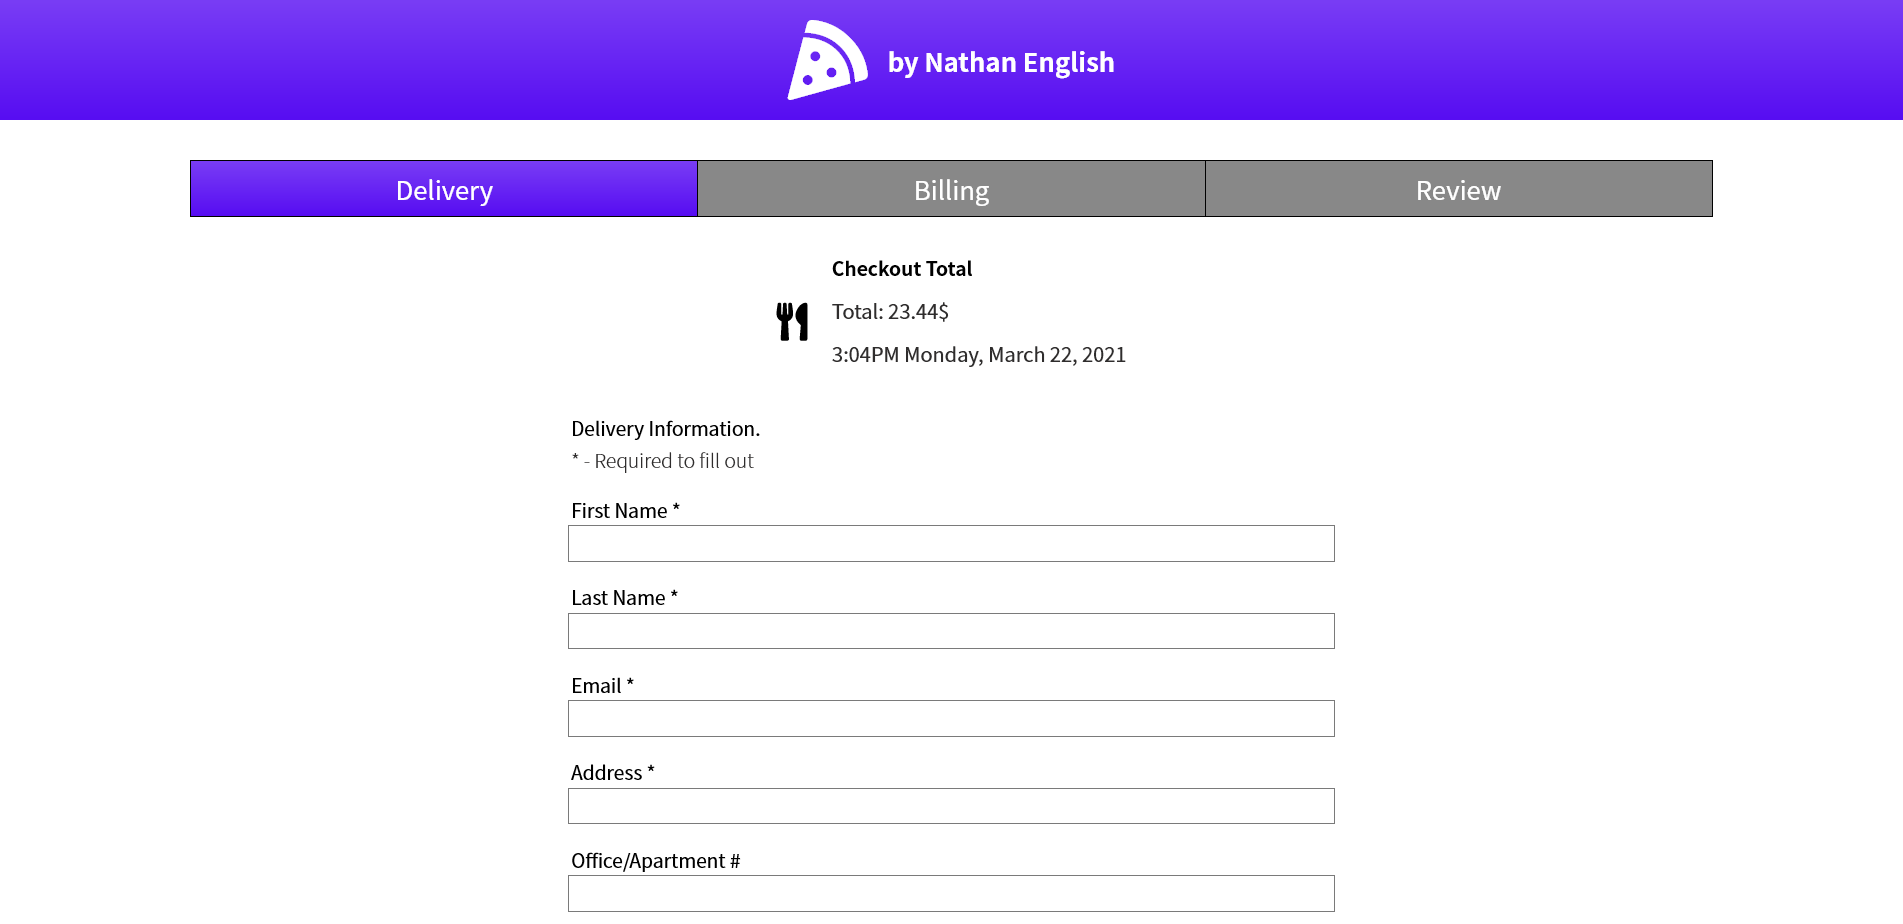 by Nathan English
Delivery
Billing
Review
Checkout Total
Total: 23.44$
3:04PM Monday, March 22, 2021
Delivery Information.
* - Required to fill out
First Name *
Last Name *
Email *
Address *
Office/Apartment #